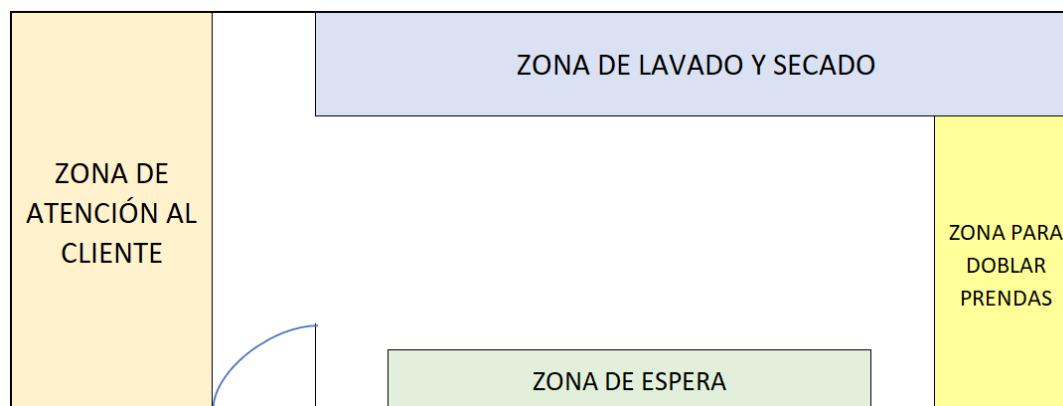 ZONA DE LAVADO Y SECADO
ZONA DE
ATENCIÓN AL
CLIENTE
ZONA PARA
DOBLAR
PRENDAS
ZONA DE ESPERA